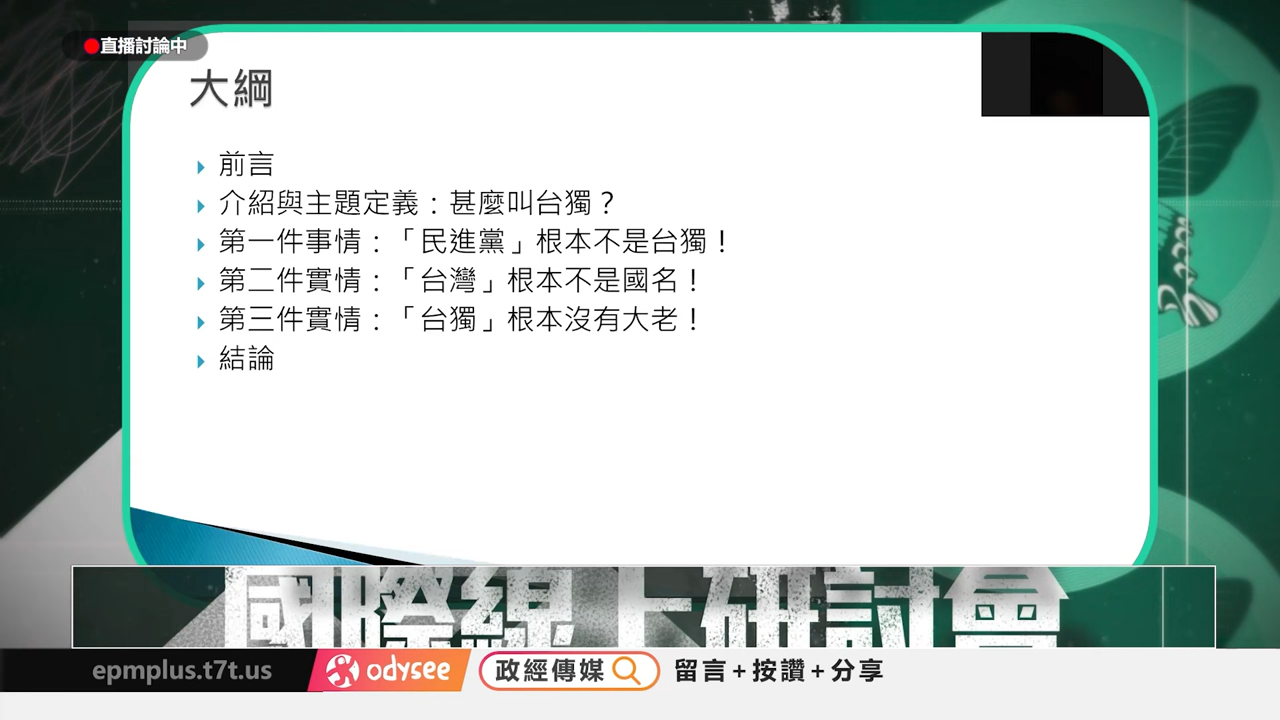 直播討論中
大綱
前言
介紹與主題定義：甚麼叫台獨？
第一件事情：「民進黨」根本不是台獨！
第二件實情：「台灣」根本不是國名！
第三件實情：「台獨」根本沒有大老！
結論
國際線上研討會
epmplus.t7t.us
odysee
政經傳媒
留言+按讚+分享